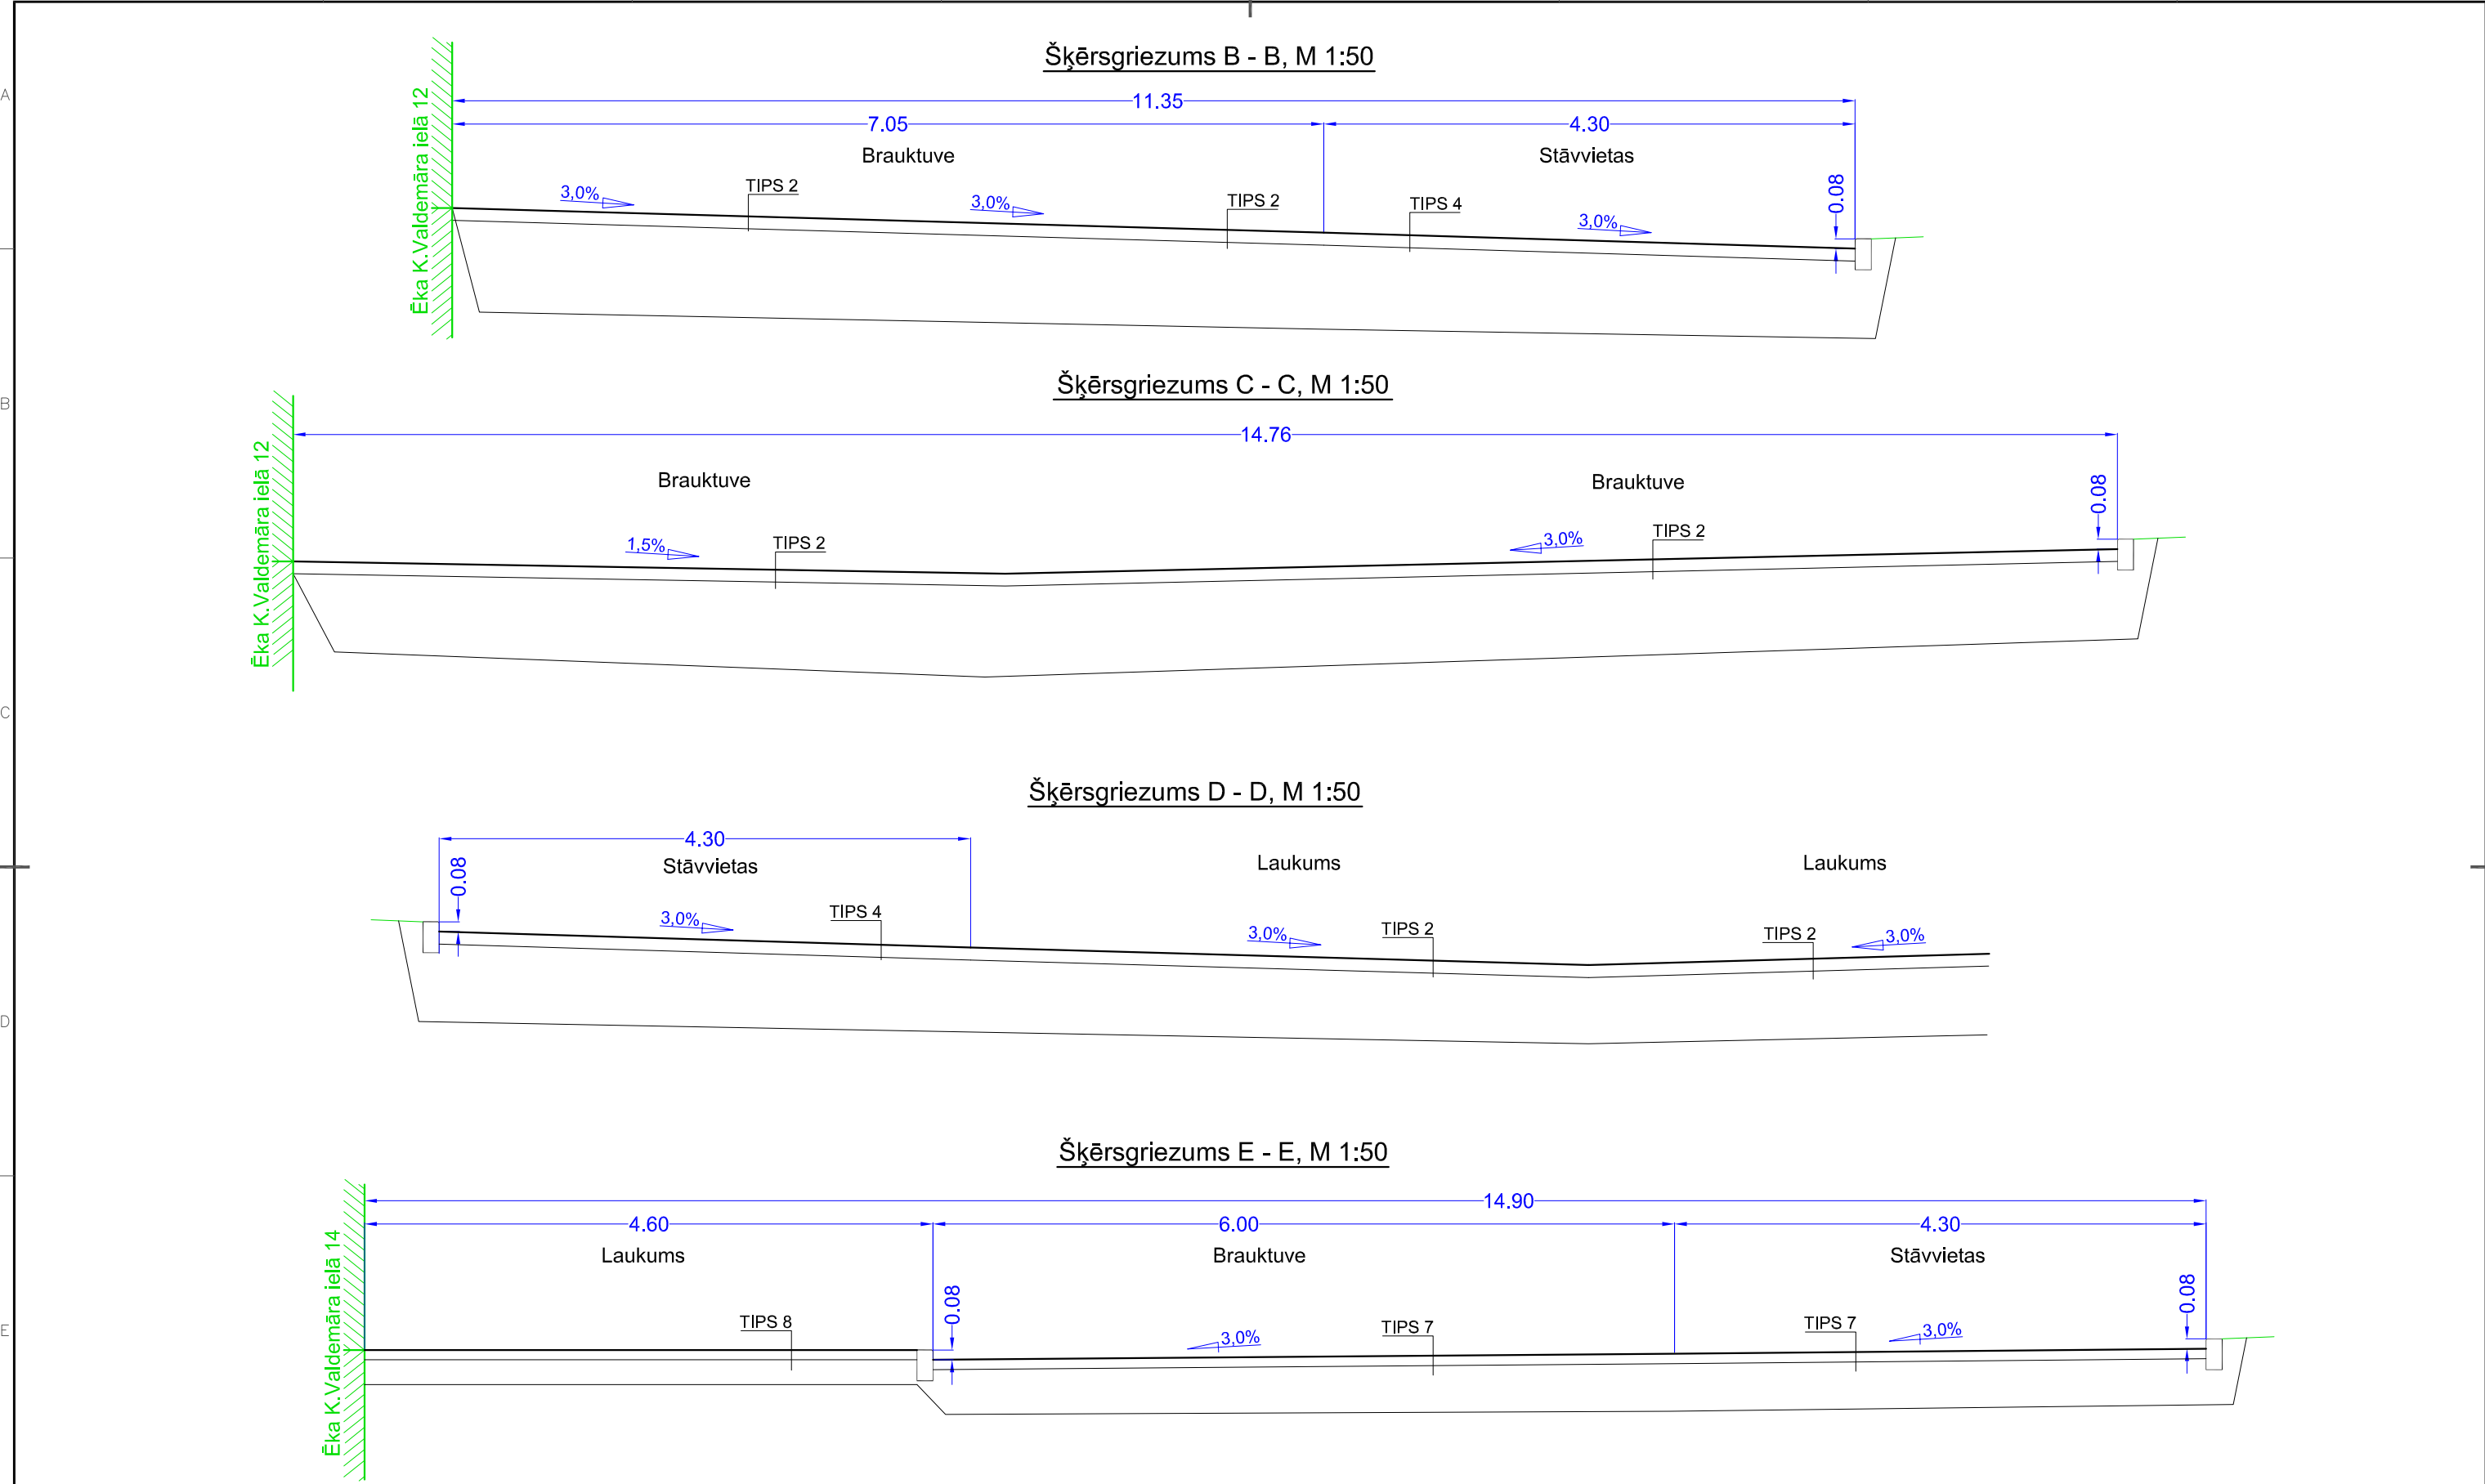 Šķērsgriezums B - B, M 1:50
A
Ēka K.Valdemāra ielā 12
11.35
7.05
4.30
Brauktuve
Stāvvietas
3,0%
TIPS 2
3,0%
TIPS 2
TIPS 4
3,0%
0.08
Šķērsgriezums C - C, M 1:50
B
Ēka K.Valdemāra ielā 12
14.76
Brauktuve
Brauktuve
1,5%
TIPS 2
3,0%
TIPS 2
0.08
C
Šķērsgriezums D - D, M 1:50
4.30
Stāvvietas
Laukums
Laukums
0.08
3,0%
TIPS 4
3,0%
TIPS 2
TIPS 2
3,0%
D
Šķērsgriezums E - E, M 1:50
Ēka K.Valdemāra ielā 14
14.90
4.60
6.00
4.30
Laukums
Brauktuve
Stāvvietas
E
TIPS 8
0.08
3,0%
TIPS 7
TIPS 7
3,0%
0.08